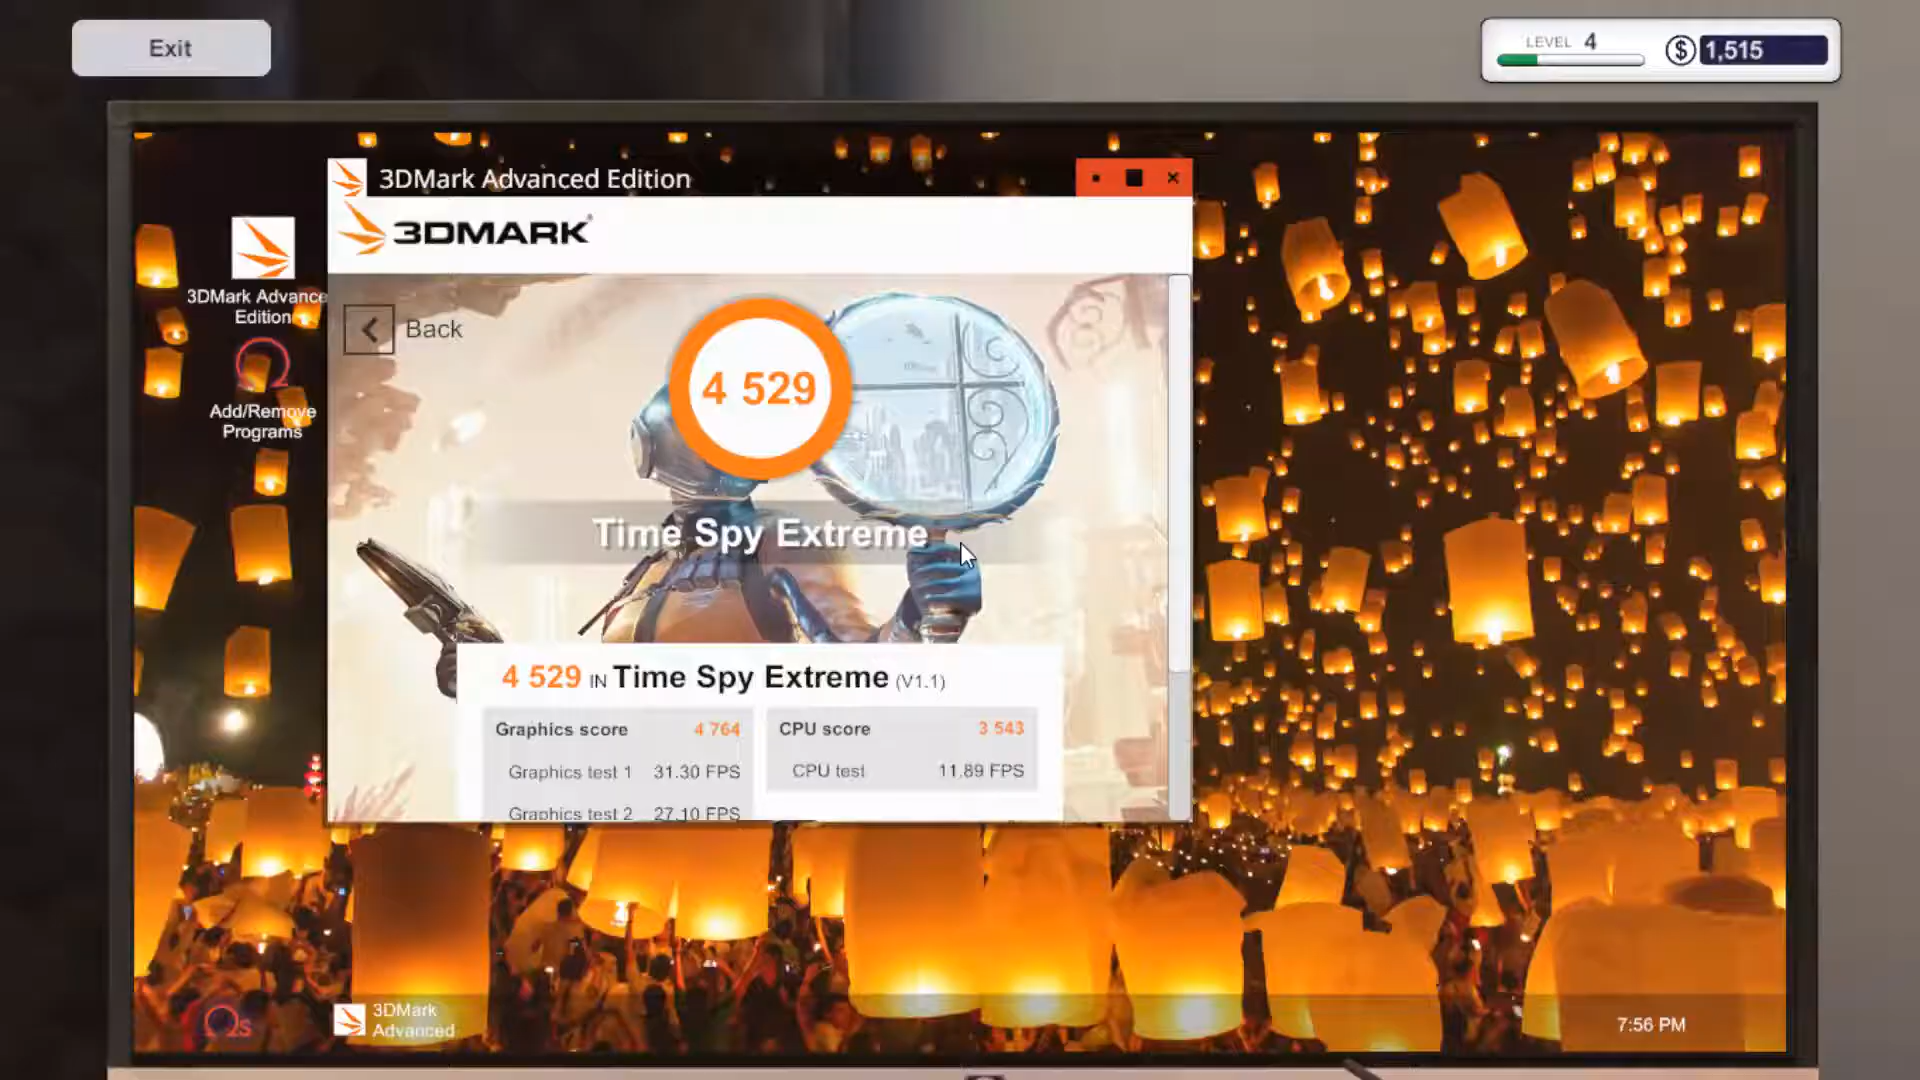 Exit
LEVEL 4
$ 1,515
3DMark Advanced Edition
3DMARK
3DMark Advance
Edition
Back
4 529
Add/Remove
Programs
Time Spy Extreme
4 529 IN Time Spy Extreme (V1.1)
Graphics score 4 764
CPU score 3 543
Graphics test 1 31.30 FPS
CPU test 11.89 FPS
Graphics test 2 27.10 FPS
Ωs
3DMark
Advanced
7:56 PM